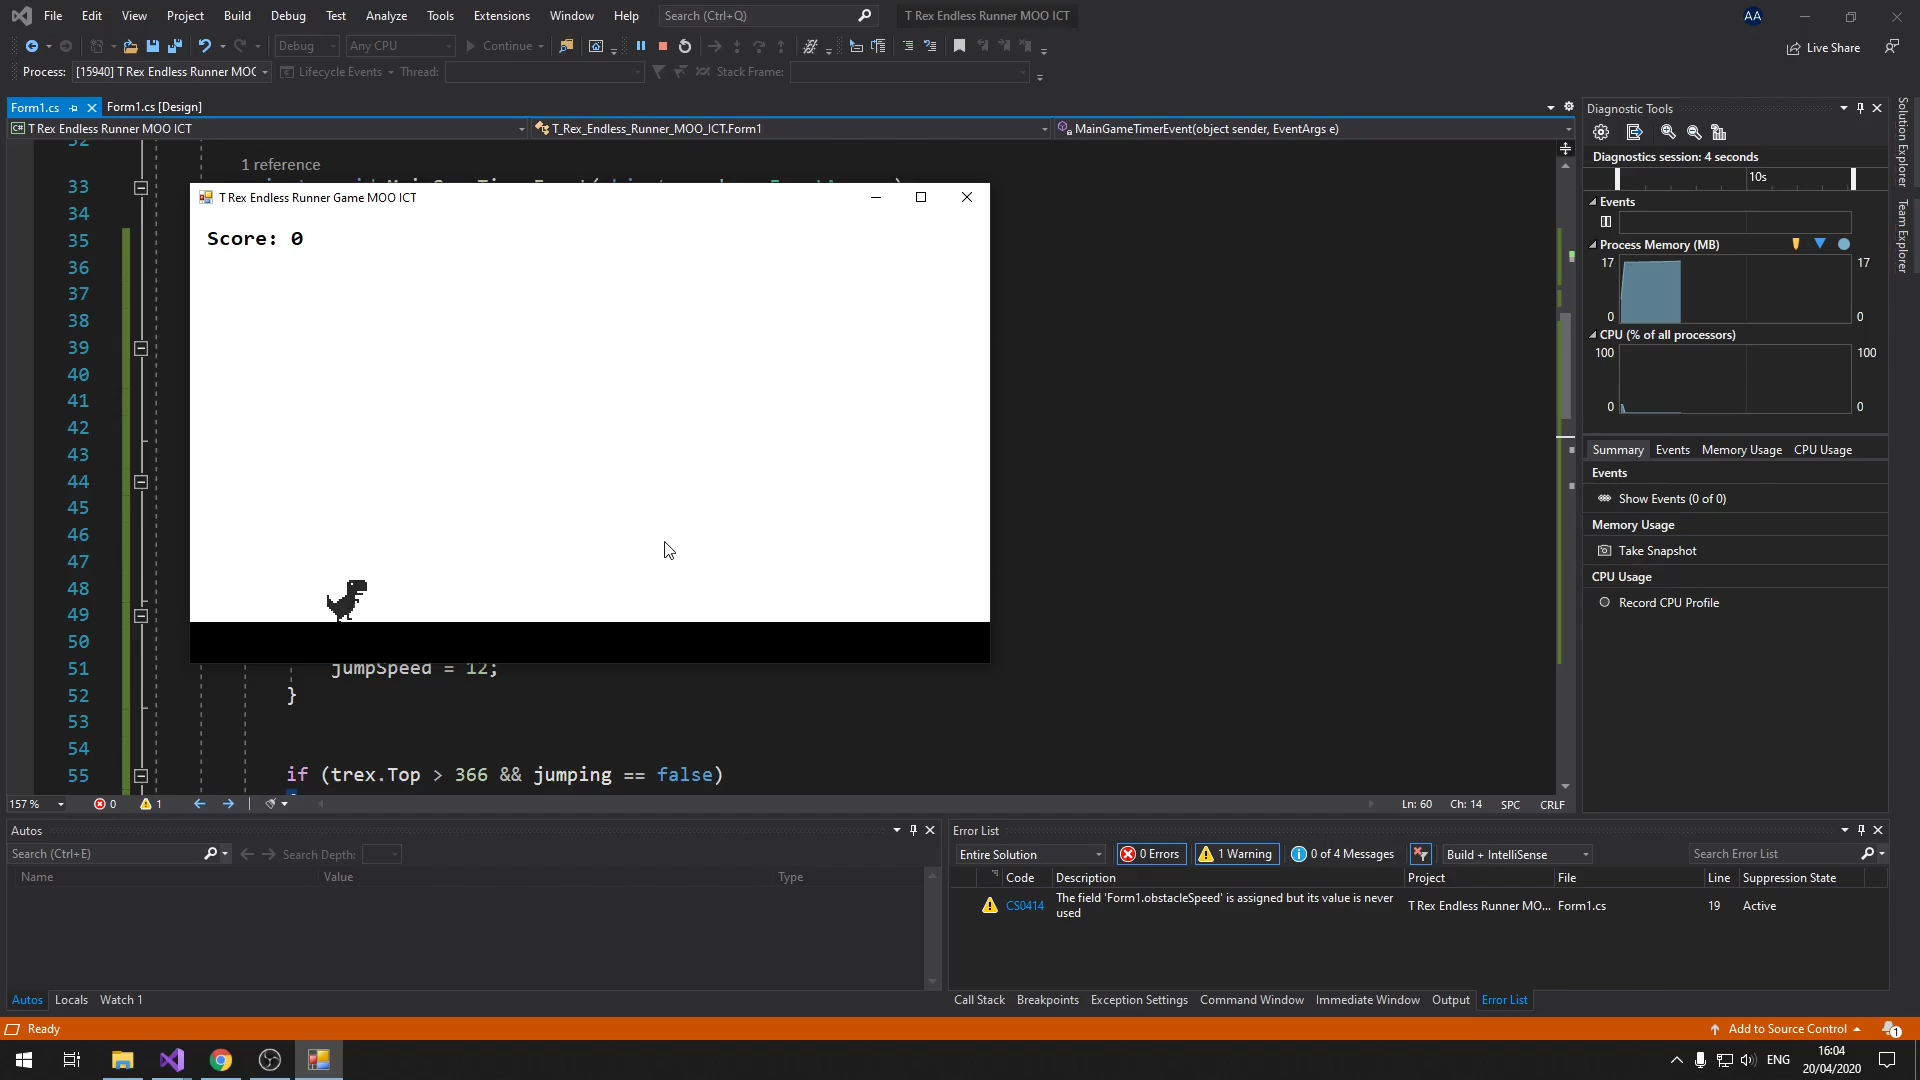 File Edit View Project Build Debug Test Analyze Tools Extensions Window Help Search (Ctrl+Q) T Rex Endless Runner MOO ICT AA
Debug Any CPU Continue Live Share
Process: [15940] T Rex Endless Runner MOO Lifecycle Events Thread: Stack Frame:
Form1.cs Form1.cs [Design]
T Rex Endless Runner MOO ICT T_Rex_Endless_Runner_MOO_ICT.Form1 MainGameTimerEvent(object sender, EventArgs e)
1 reference
33
34
35
36
37
38
39
40
41
42
43
44
45
46
47
48
49
50
51 jumpSpeed = 12;
52 }
53
54
55 if (trex.Top > 366 && jumping == false)
T Rex Endless Runner Game MOO ICT
Score: 0
157 % 0 1 Ln: 60 Ch: 14 SPC CRLF
Diagnostic Tools
Diagnostics session: 4 seconds
10s
Events
Process Memory (MB)
17 17
0 0
CPU (% of all processors)
100 100
0 0
Summary Events Memory Usage CPU Usage
Events
Show Events (0 of 0)
Memory Usage
Take Snapshot
CPU Usage
Record CPU Profile
Solution Explorer
Team Explorer
Autos
Search (Ctrl+E) Search Depth:
Name Value Type
Autos Locals Watch 1
Error List
Entire Solution 0 Errors 1 Warning 0 of 4 Messages Build + IntelliSense Search Error List
Code Description Project File Line Suppression State
CS0414 The field 'Form1.obstacleSpeed' is assigned but its value is never used T Rex Endless Runner MO... Form1.cs 19 Active
Call Stack Breakpoints Exception Settings Command Window Immediate Window Output Error List
Ready Add to Source Control 1
ENG 16:04
20/04/2020